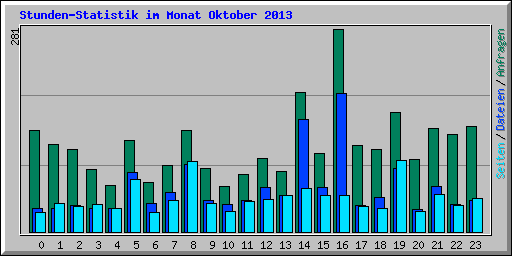 Stunden-Statistik im Monat Oktober 2013
281
Seiten/Dateien/Anfragen
0 1 2 3 4 5 6 7 8 9 10 11 12 13 14 15 16 17 18 19 20 21 22 23